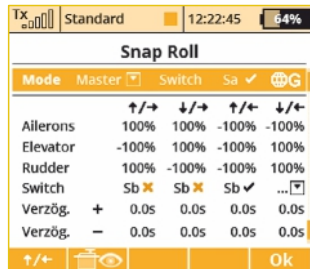 Tx Standard 12:22:45 64%
Snap Roll
Mode Master Switch Sa ✔ G
↑/→ ↓/→ ↑/← ↓/←
Ailerons 100% 100% -100% -100%
Elevator -100% 100% -100% 100%
Rudder 100% -100% -100% 100%
Switch Sb ✖ Sb ✖ Sb ✔ ...
Verzög. + 0.0s 0.0s 0.0s 0.0s
Verzög. – 0.0s 0.0s 0.0s 0.0s
↑/← Ok